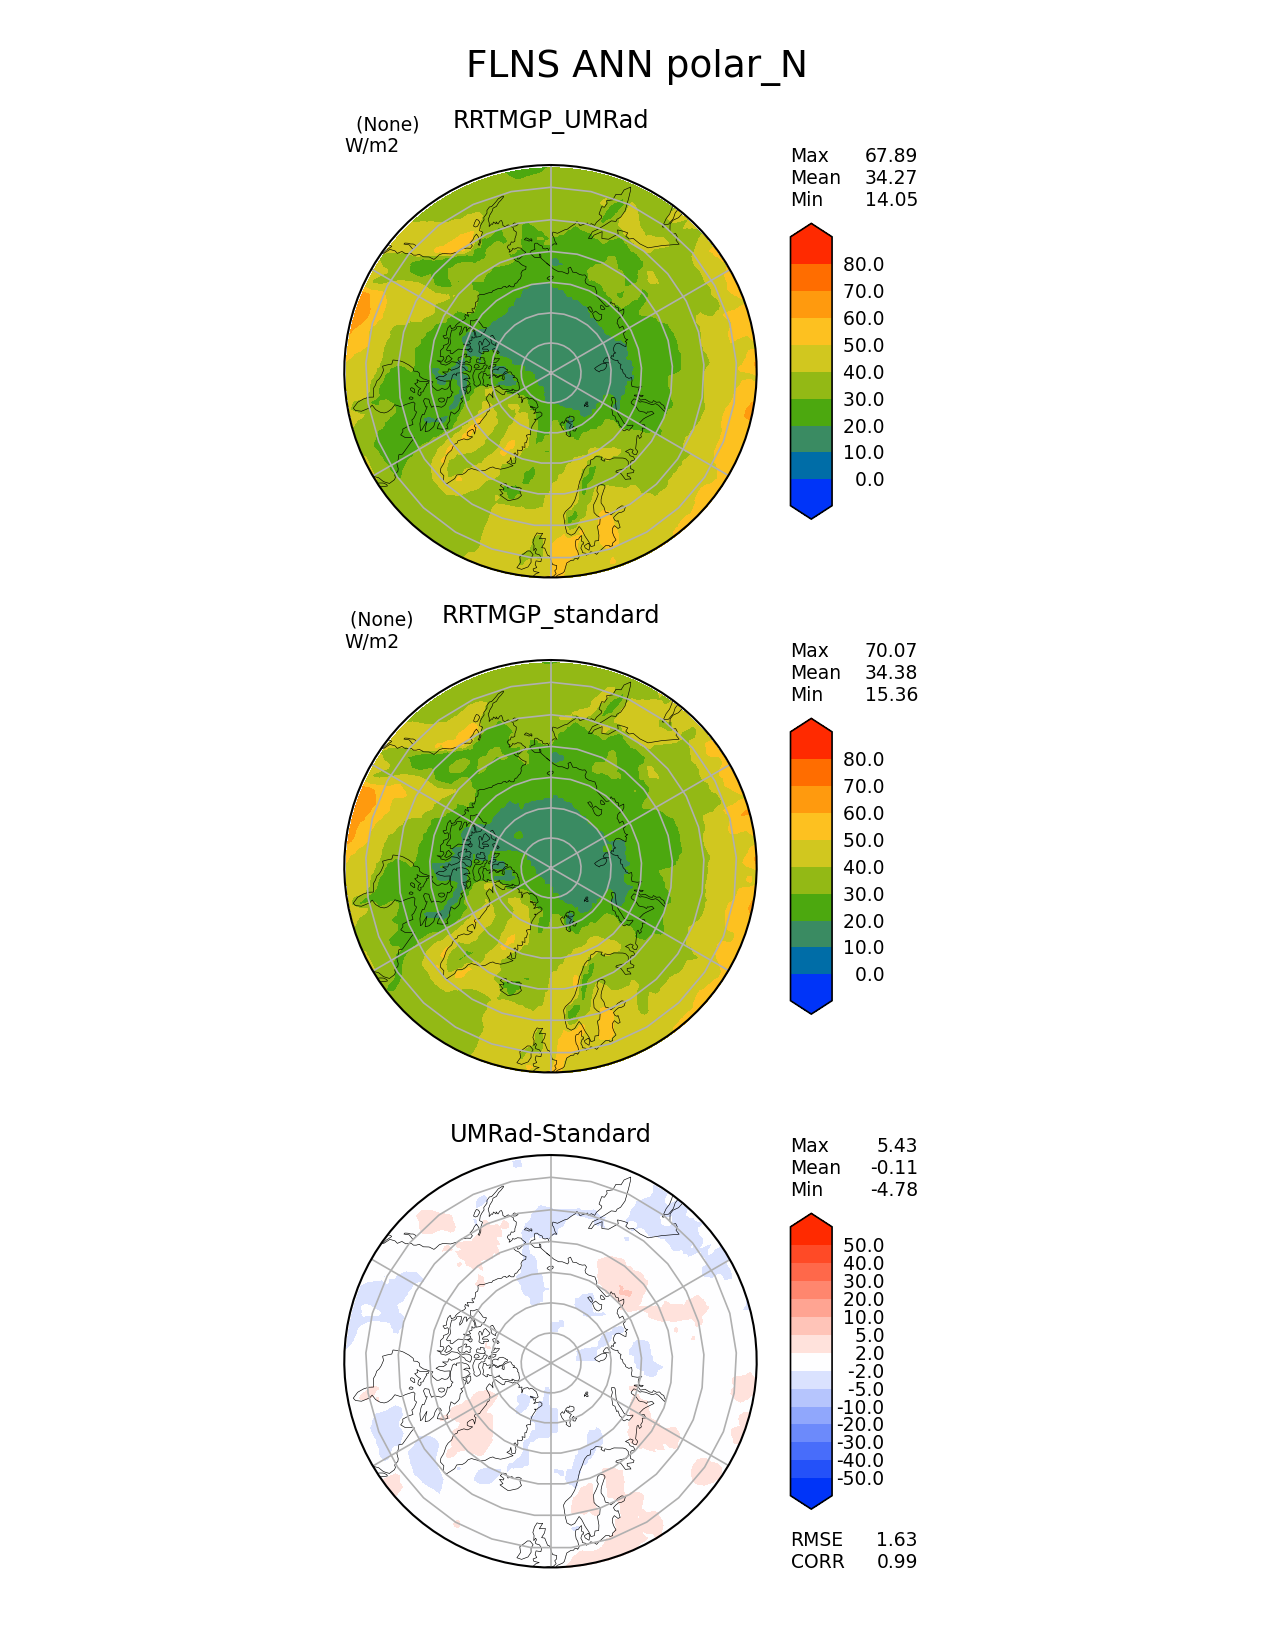 FLNS ANN polar_N
(None) RRTMGP_UMRad
W/m2
Max 67.89
Mean 34.27
Min 14.05
80.0
70.0
60.0
50.0
40.0
30.0
20.0
10.0
0.0
(None) RRTMGP_standard
W/m2
Max 70.07
Mean 34.38
Min 15.36
80.0
70.0
60.0
50.0
40.0
30.0
20.0
10.0
0.0
UMRad-Standard
Max 5.43
Mean -0.11
Min -4.78
50.0
40.0
30.0
20.0
10.0
5.0
2.0
-2.0
-5.0
-10.0
-20.0
-30.0
-40.0
-50.0
RMSE 1.63
CORR 0.99